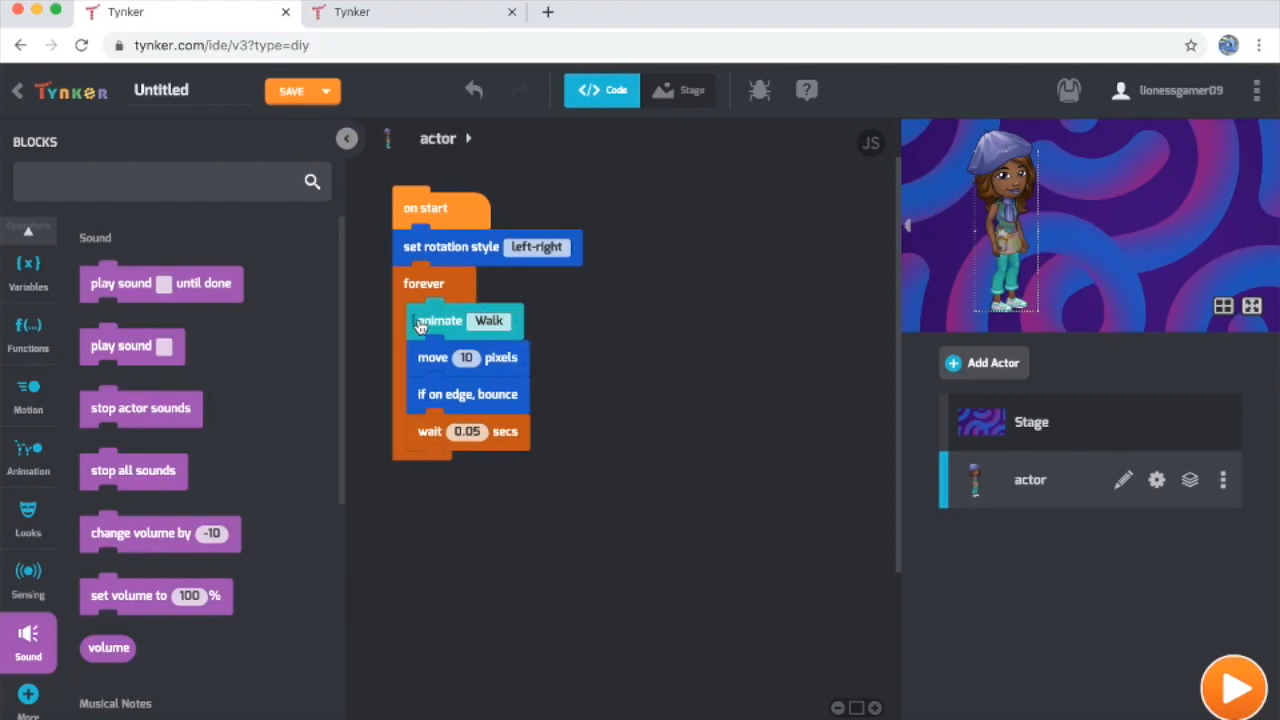 Tynker
Tynker
tynker.com/ide/v3?type=diy
TYNKER
Untitled
SAVE
</> Code
Stage
lionessgamer09
BLOCKS
actor
JS
Operators
{x}
Variables
f(...)
Functions
Motion
Animation
Looks
Sensing
Sound
More
Sound
play sound until done
play sound
stop actor sounds
stop all sounds
change volume by -10
set volume to 100 %
volume
Musical Notes
on start
set rotation style left-right
forever
animate Walk
move 10 pixels
if on edge, bounce
wait 0.05 secs
Add Actor
Stage
actor